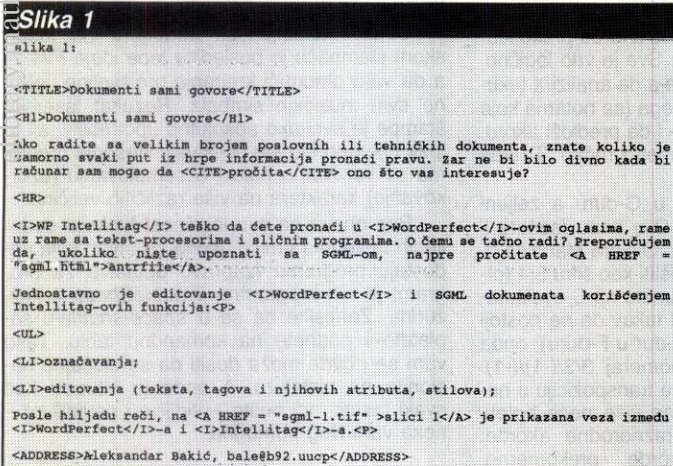 Slika 1
slika 1:
<TITLE>Dokumenti sami govore</TITLE>
<H1>Dokumenti sami govore</H1>
Ako radite sa velikim brojem poslovnih ili tehničkih dokumenta, znate koliko je
zamorno svaki put iz hrpe informacija pronaći pravu. Zar ne bi bilo divno kada bi
računar sam mogao da <CITE>pročita</CITE> ono što vas interesuje?
<HR>
<I>WP Intellitag</I> teško da ćete pronaći u <I>WordPerfect</I>-ovim oglasima, rame
uz rame sa tekst-procesorima i sličnim programima. O čemu se tačno radi? Preporučujem
da, ukoliko niste upoznati sa SGML-om, najpre pročitate <A HREF =
"sgml.html">antrfile</A>.
Jednostavno je editovanje <I>WordPerfect</I> i SGML dokumenata korišćenjem
Intellitag-ovih funkcija:<P>
<UL>
<LI>označavanja;
<LI>editovanja (teksta, tagova i njihovih atributa, stilova);
Posle hiljadu reči, na <A HREF = "sgml-1.tif" >slici 1</A> je prikazana veza između
<I>WordPerfect</I>-a i <I>Intellitag</I>-a.<P>
<ADDRESS>Aleksandar Bakić, bale@b92.uucp</ADDRESS>